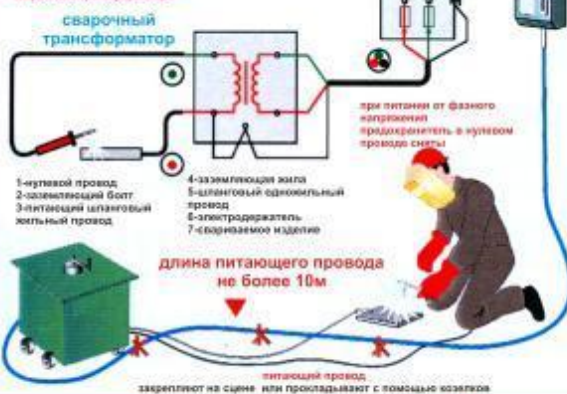 сварочный
трансформатор
при питании от фазного
напряжения
предохранитель в нулевом
проводе сняты
1-нулевой провод
2-заземляющий болт
3-питающий шланговый
жильный провод
4-заземляющая жила
5-шланговый одножильный
провод
6-электродержатель
7-свариваемое изделие
длина питающего провода
не более 10м
питающий провод
закрепляют на сцене или прокладывают с помощью козелков